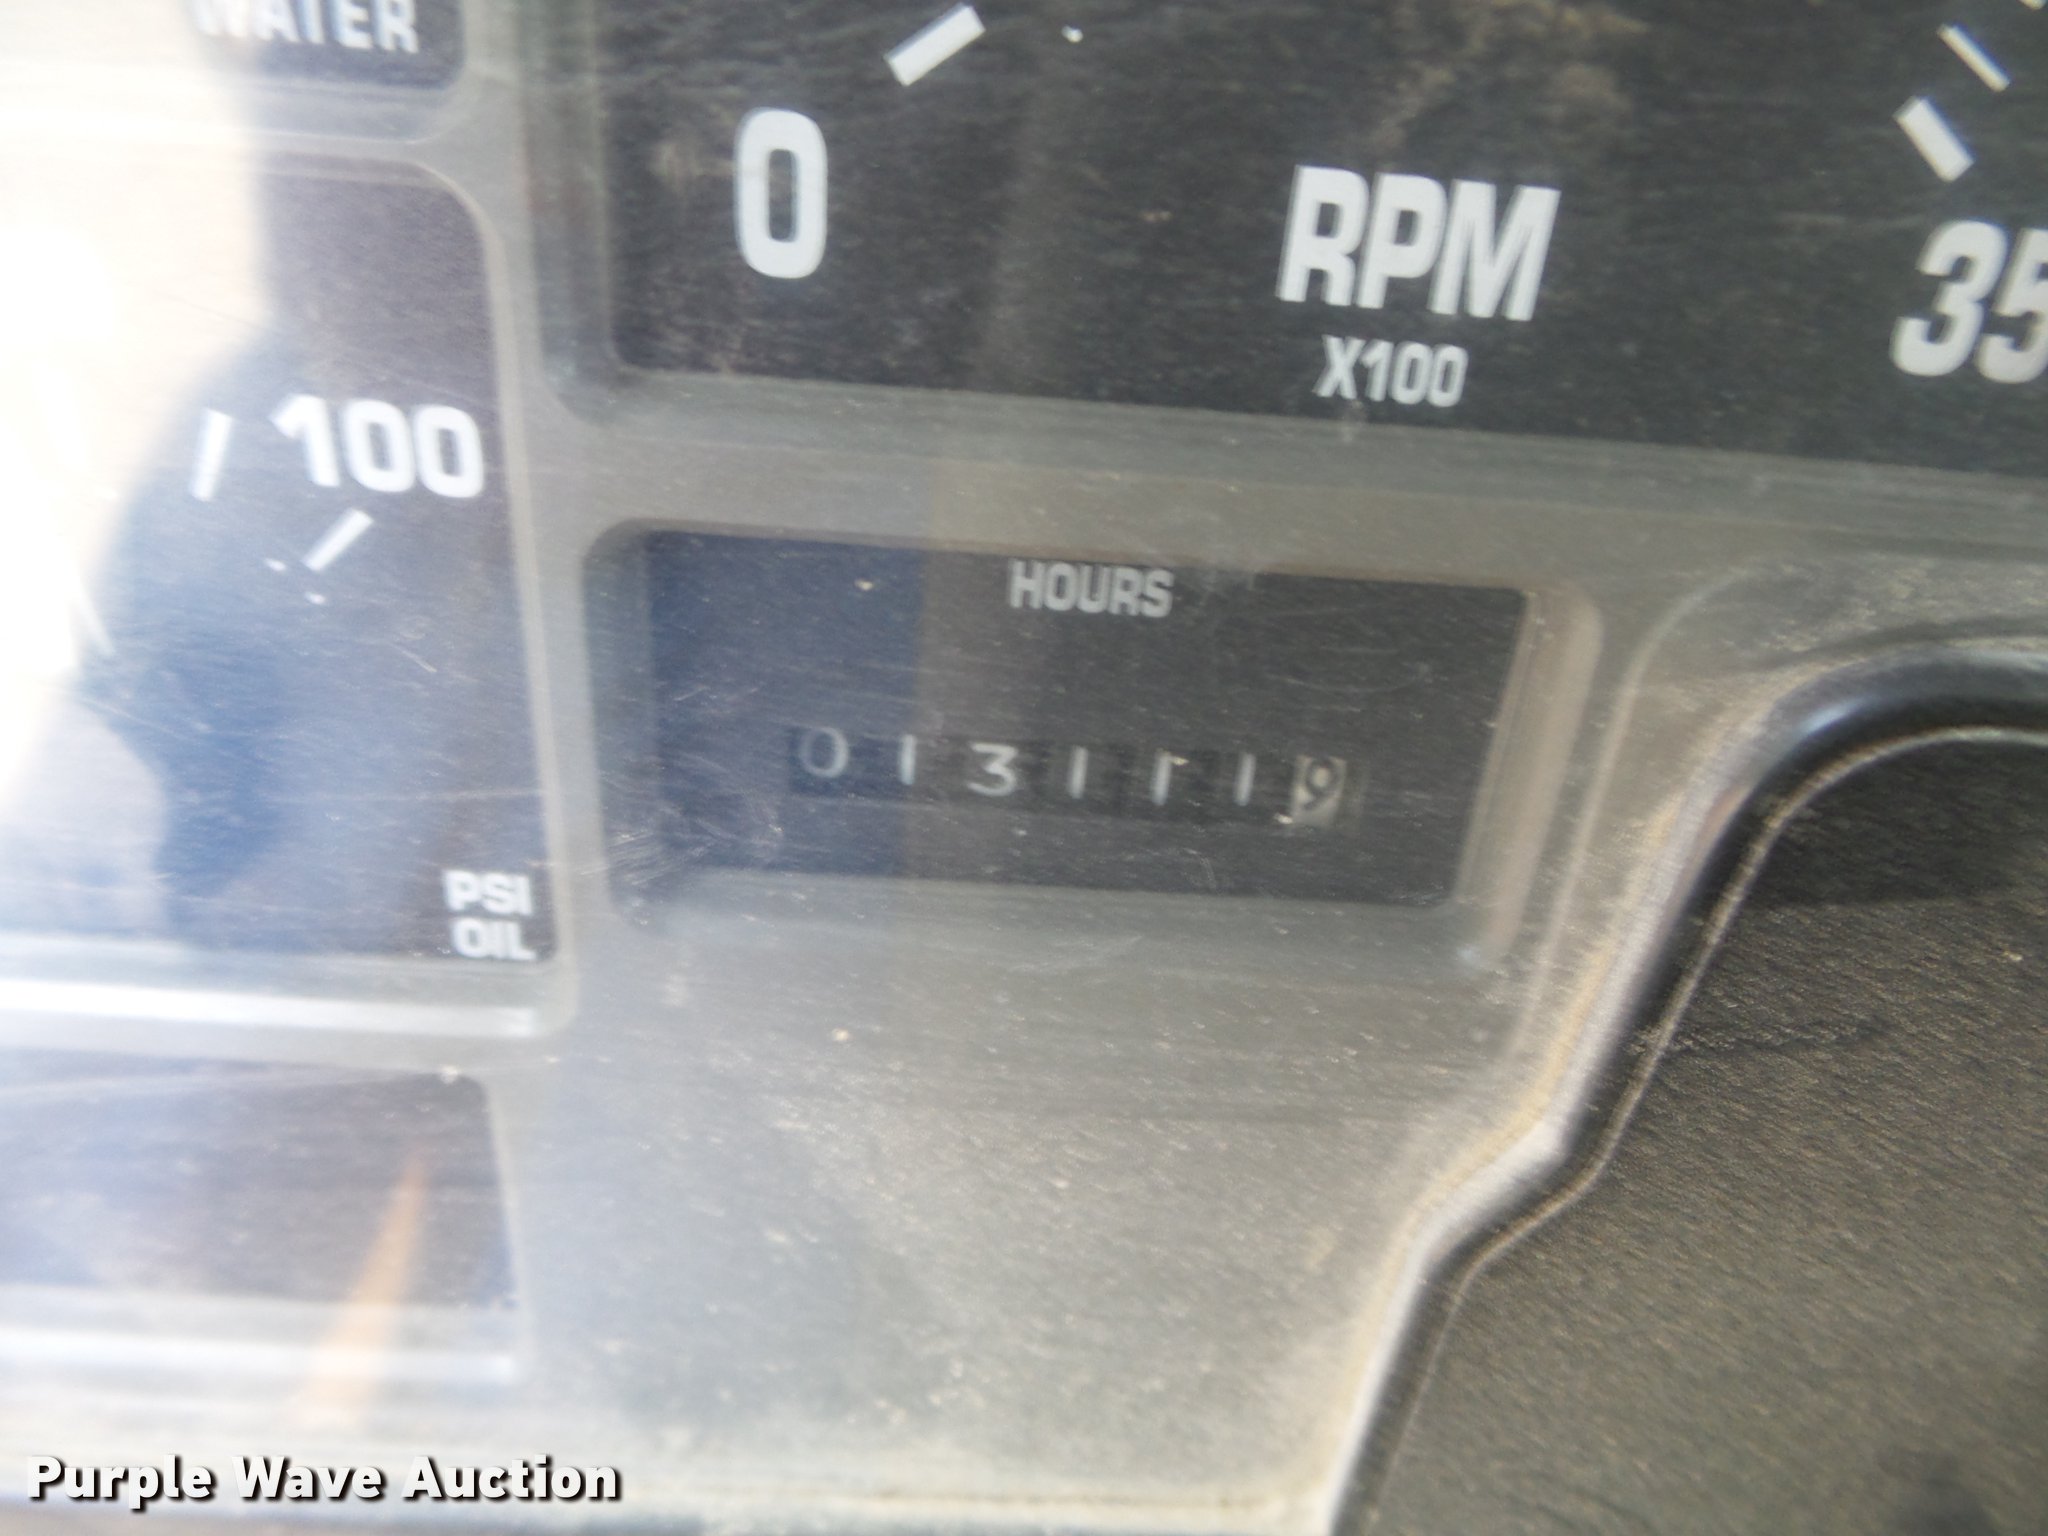 WATER
0
RPM
X100
35
100
HOURS
0131119
PSI
OIL
Purple Wave Auction